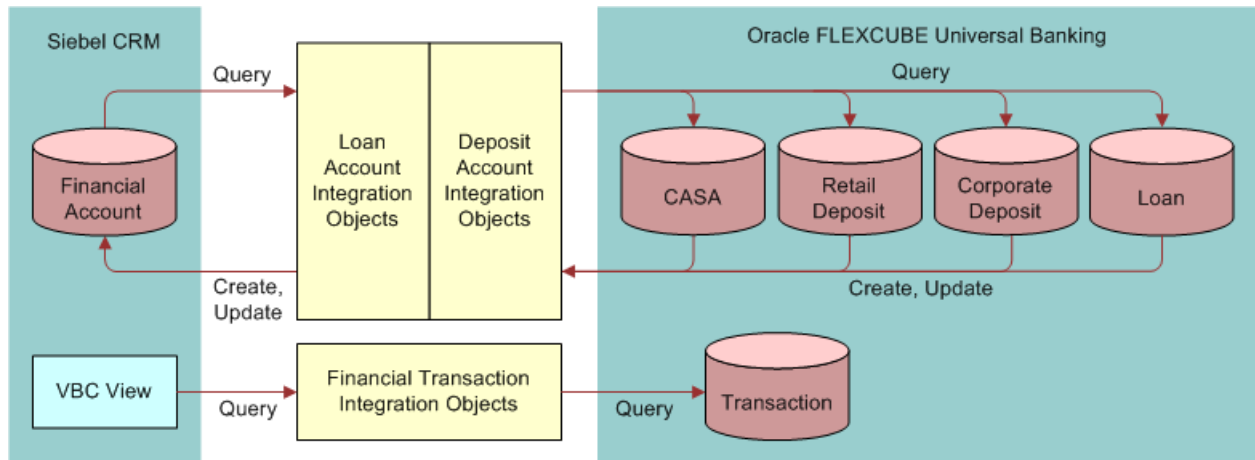 Siebel CRM
Oracle FLEXCUBE Universal Banking
Query
Query
Financial
Account
Loan
Account
Integration
Objects
Deposit
Account
Integration
Objects
CASA
Retail
Deposit
Corporate
Deposit
Loan
Create,
Update
Create, Update
VBC View
Query
Financial Transaction
Integration Objects
Query
Transaction